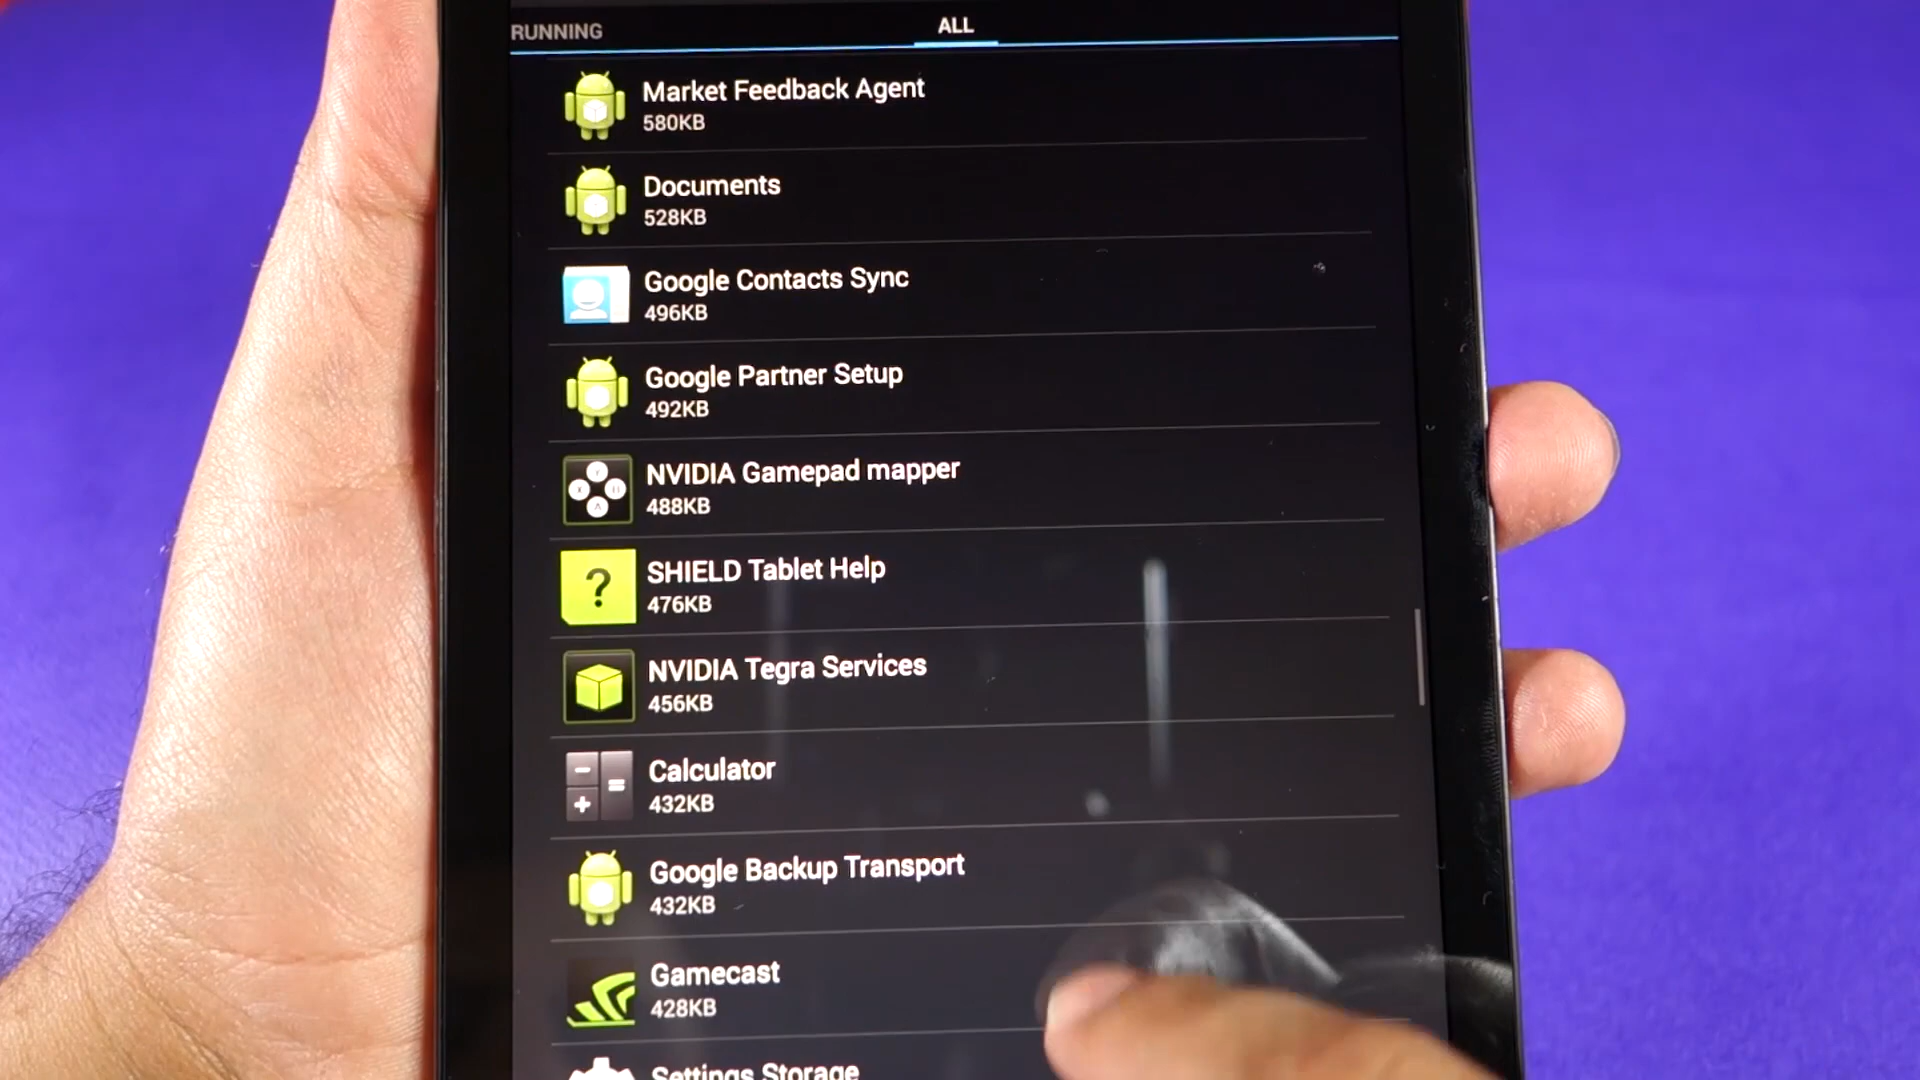 RUNNING
ALL
Market Feedback Agent
580KB
Documents
528KB
Google Contacts Sync
496KB
Google Partner Setup
492KB
NVIDIA Gamepad mapper
488KB
SHIELD Tablet Help
476KB
NVIDIA Tegra Services
456KB
Calculator
432KB
Google Backup Transport
432KB
Gamecast
428KB
Settings Storage